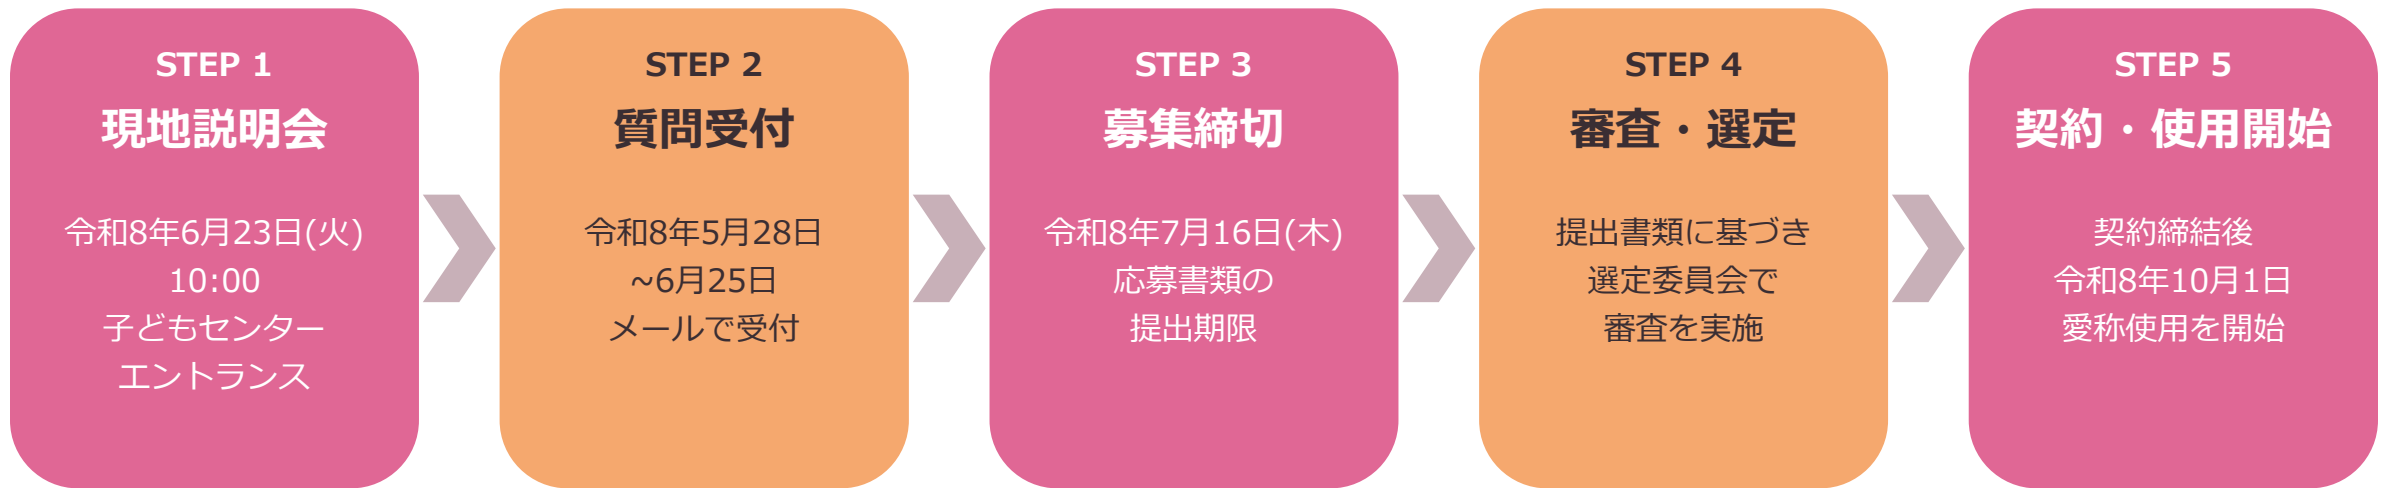 STEP 1
現地説明会
令和8年6月23日(火)
10:00
子どもセンター
エントランス
STEP 2
質問受付
令和8年5月28日
~6月25日
メールで受付
STEP 3
募集締切
令和8年7月16日(木)
応募書類の
提出期限
STEP 4
審査・選定
提出書類に基づき
選定委員会で
審査を実施
STEP 5
契約・使用開始
契約締結後
令和8年10月1日
愛称使用を開始